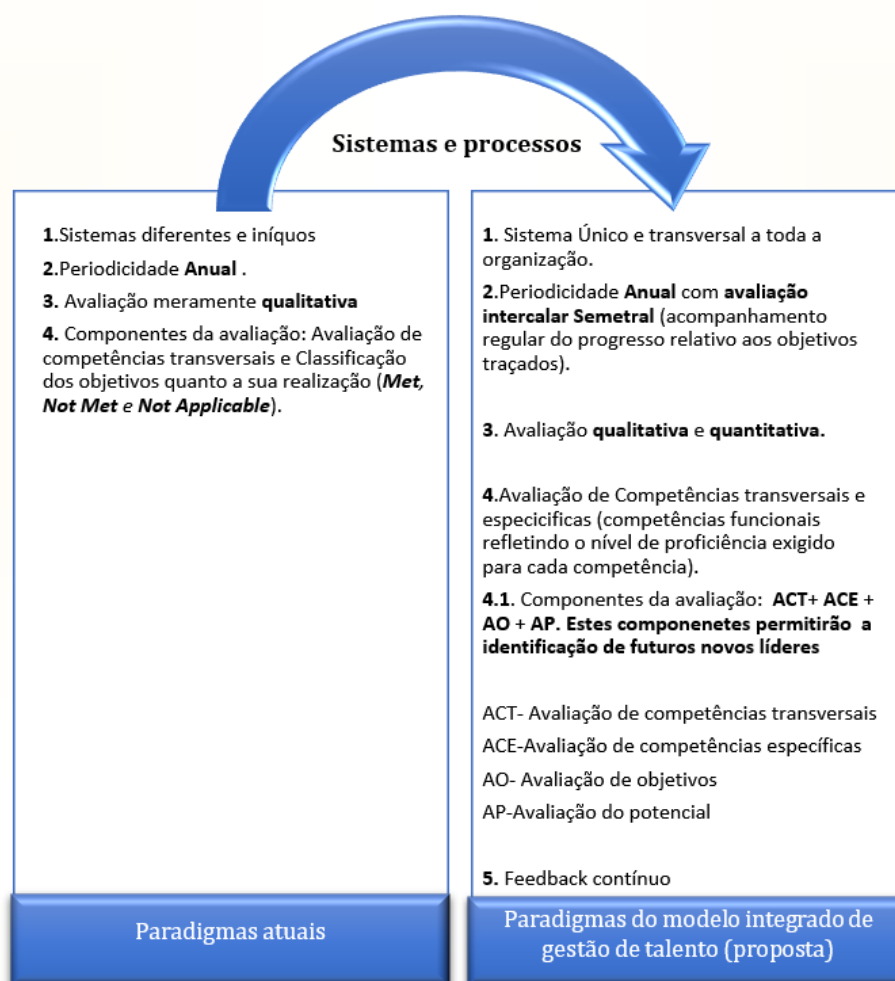 Sistemas e processos
1.Sistemas diferentes e iníquos
2.Periodicidade Anual .
3. Avaliação meramente qualitativa
4. Componentes da avaliação: Avaliação de
competências transversais e Classificação
dos objetivos quanto a sua realização (Met,
Not Met e Not Applicable).
Paradigmas atuais
1. Sistema Único e transversal a toda a
organização.
2.Periodicidade Anual com avaliação
intercalar Semetral (acompanhamento
regular do progresso relativo aos objetivos
traçados).
3. Avaliação qualitativa e quantitativa.
4.Avaliação de Competências transversais e
especicificas (competências funcionais
refletindo o nível de proficiência exigido
para cada competência).
4.1. Componentes da avaliação: ACT+ ACE +
AO + AP. Estes componenetes permitirão a
identificação de futuros novos líderes
ACT- Avaliação de competências transversais
ACE-Avaliação de competências específicas
AO- Avaliação de objetivos
AP-Avaliação do potencial
5. Feedback contínuo
Paradigmas do modelo integrado de
gestão de talento (proposta)